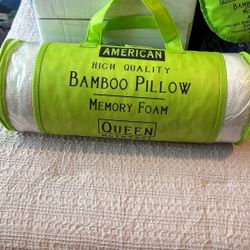 AMERICAN
HIGH QUALITY
BAMBOO PILLOW
MEMORY FOAM
QUEEN